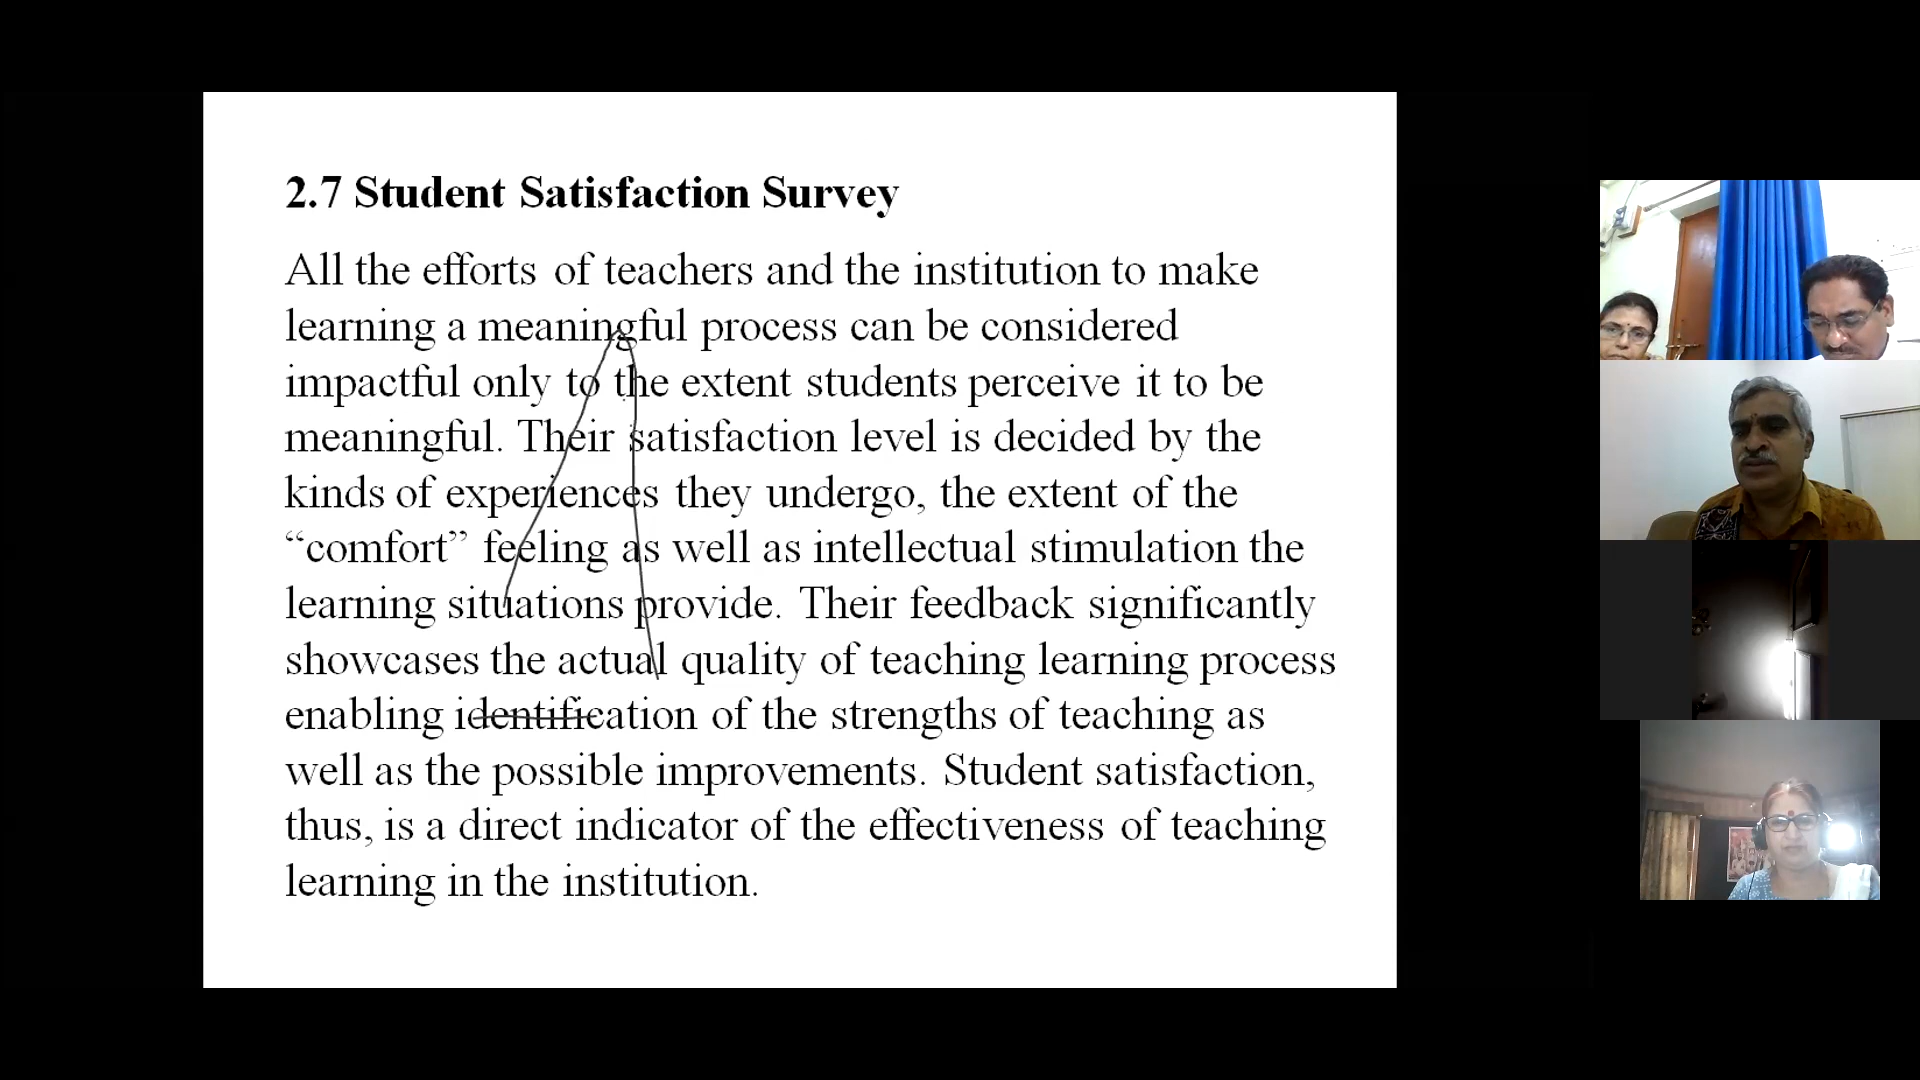 2.7 Student Satisfaction Survey
All the efforts of teachers and the institution to make
learning a meaningful process can be considered
impactful only to the extent students perceive it to be
meaningful. Their satisfaction level is decided by the
kinds of experiences they undergo, the extent of the
“comfort” feeling as well as intellectual stimulation the
learning situations provide. Their feedback significantly
showcases the actual quality of teaching learning process
enabling identification of the strengths of teaching as
well as the possible improvements. Student satisfaction,
thus, is a direct indicator of the effectiveness of teaching
learning in the institution.